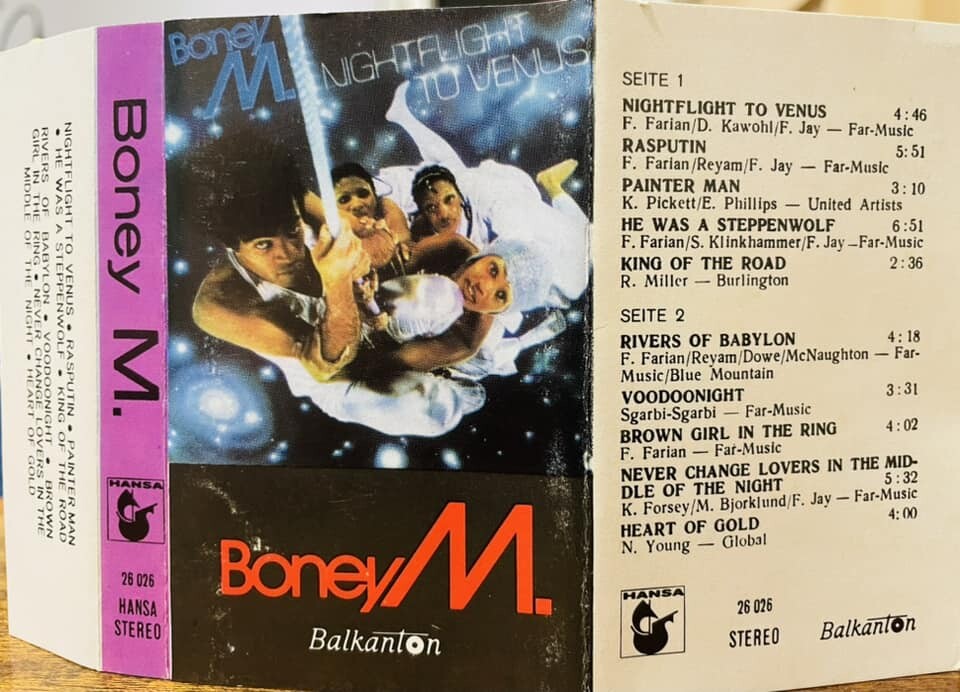 NIGHTFLIGHT TO VENUS • RASPUTIN • PAINTER MAN
• HE WAS A STEPPENWOLF • KING OF THE ROAD
RIVERS OF BABYLON • VOODOONIGHT • BROWN
GIRL IN THE RING • NEVER CHANGE LOVERS IN THE
MIDLE OF THE NIGHT • HEART OF GOLD
Boney M.
HANSA
26 026
HANSA
STEREO
Boney M.
NIGHTFLIGHT
TO VENUS
Boney M.
Balkanton
SEITE 1
NIGHTFLIGHT TO VENUS 4:46
F. Farian/D. Kawohl/F. Jay — Far-Music
RASPUTIN 5:51
F. Farian/Reyam/F. Jay — Far-Music
PAINTER MAN 3:10
K. Pickett/E. Phillips — United Artists
HE WAS A STEPPENWOLF 6:51
F. Farian/S. Klinkhammer/F. Jay — Far-Music
KING OF THE ROAD 2:36
R. Miller — Burlington
SEITE 2
RIVERS OF BABYLON 4:18
F. Farian/Reyam/Dowe/McNaughton — Far-
Music/Blue Mountain
VOODOONIGHT 3:31
Sgarbi-Sgarbi — Far-Music
BROWN GIRL IN THE RING 4:02
F. Farian — Far-Music
NEVER CHANGE LOVERS IN THE MID-
DLE OF THE NIGHT 5:32
K. Forsey/M. Bjorklund/F. Jay — Far-Music
HEART OF GOLD 4:00
N. Young — Global
HANSA
26 026
STEREO
Balkanton